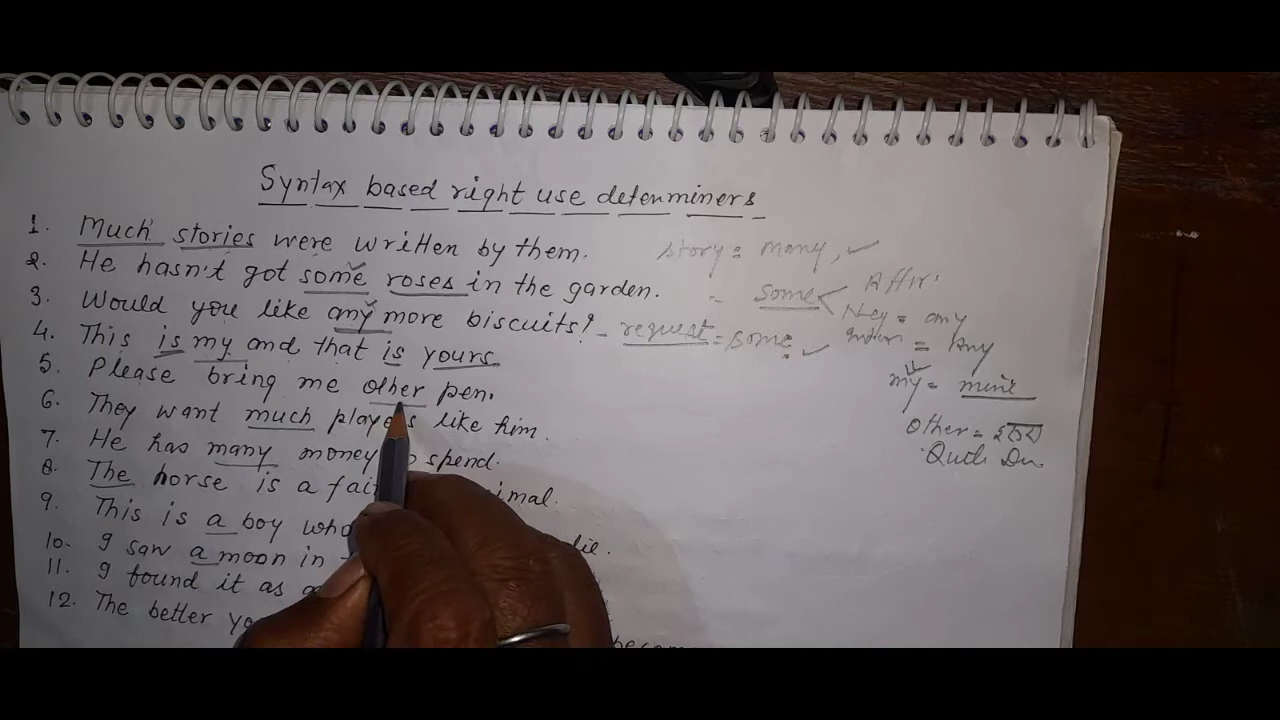 Syntax based right use determiners
1. Much stories were written by them. story = many,
2. He hasn't got some roses in the garden. - some Affir.
3. Would you like any more biscuits? - request = some Neg = any
4. This is my and that is yours. = Any
5. Please bring me other pen. my = mine
6. They want much players like him. other =
7. He has many money spend.
8. The horse is a
9. This is a boy who die.
10. I saw a moon in
11. I found it as
12. The better